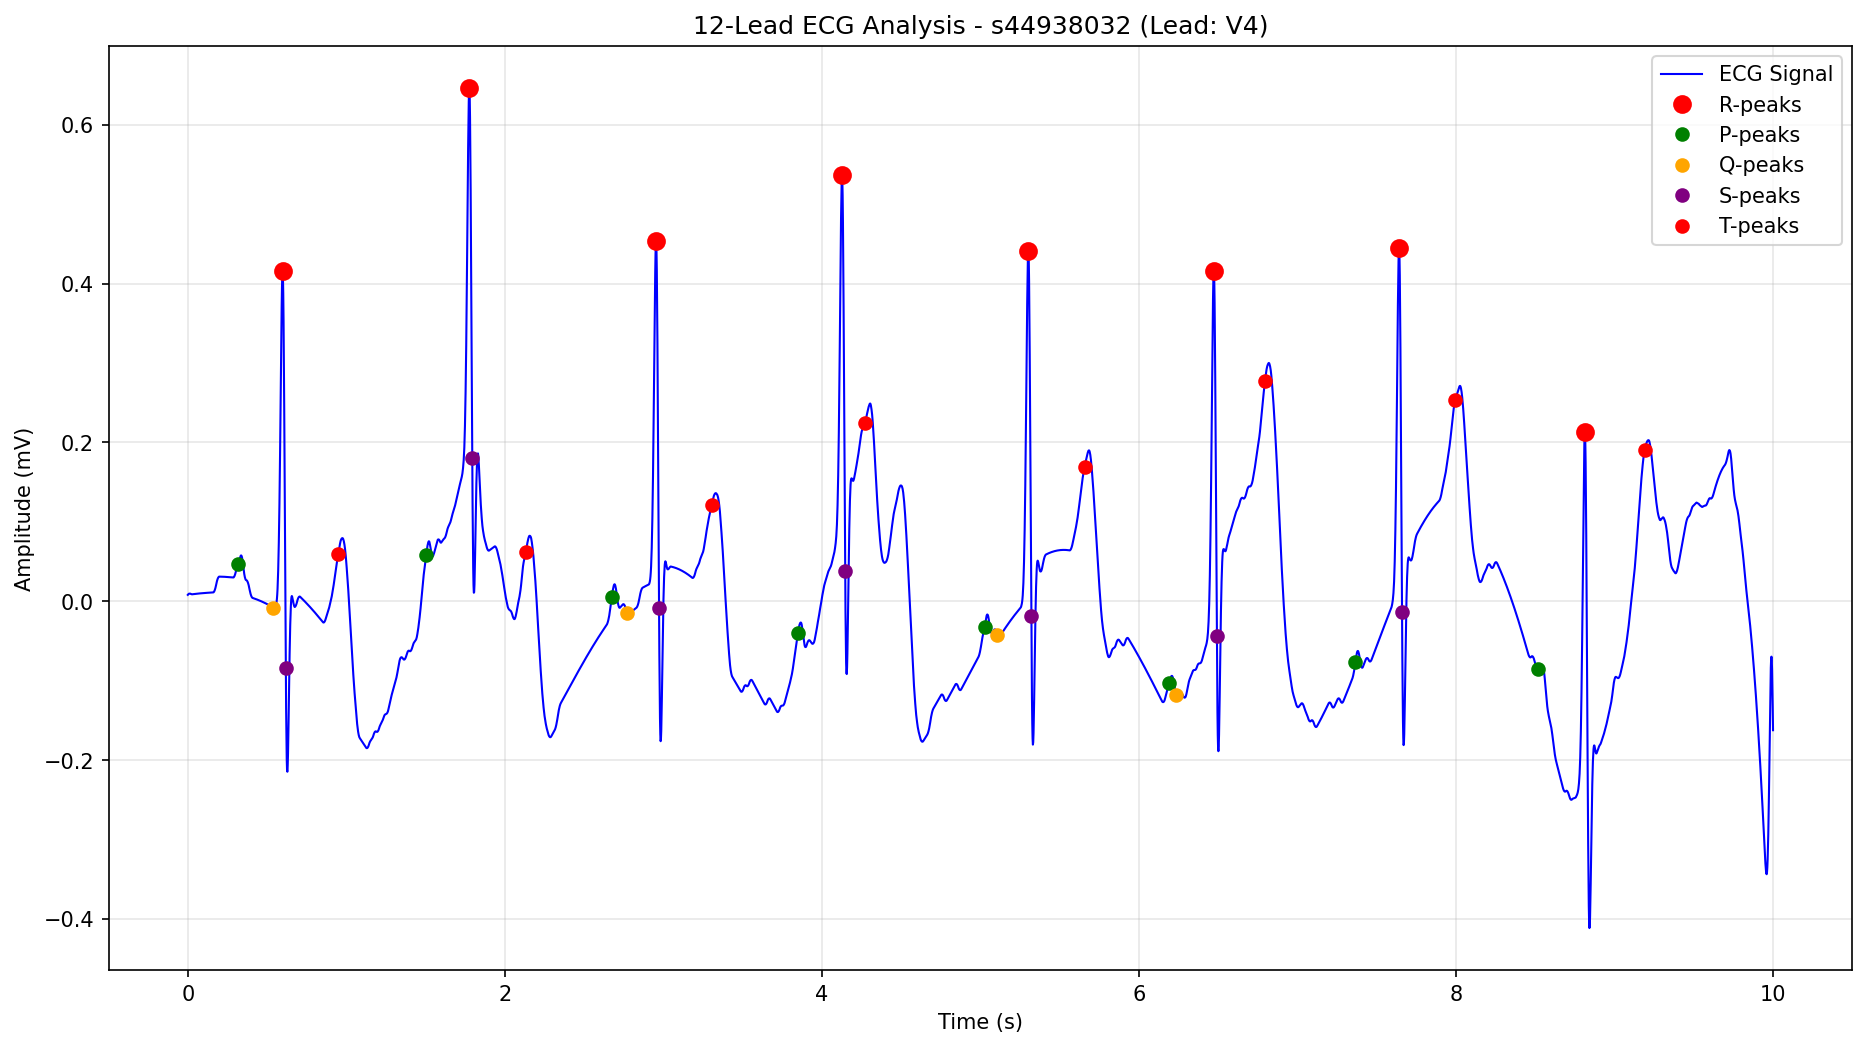 12-Lead ECG Analysis - s44938032 (Lead: V4)
ECG Signal
R-peaks
P-peaks
Q-peaks
S-peaks
T-peaks
Amplitude (mV)
0.6
0.4
0.2
0.0
−0.2
−0.4
0 2 4 6 8 10
Time (s)